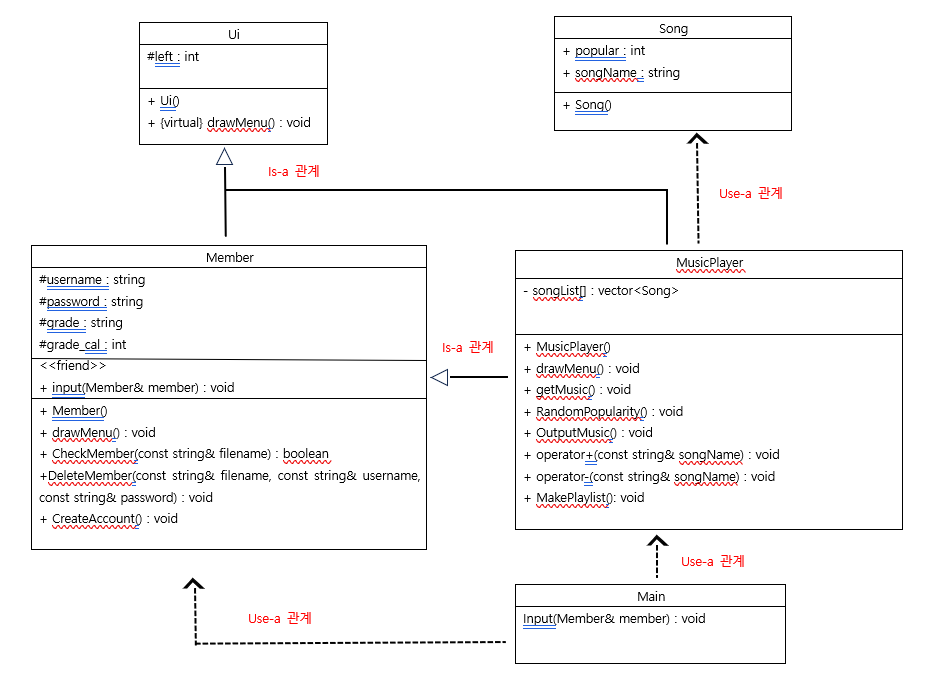 Ui
#left : int
+ Ui()
+ {virtual} drawMenu() : void
Song
+ popular : int
+ songName : string
+ Song()
Is-a 관계
Use-a 관계
Member
#username : string
#password : string
#grade : string
#grade_cal : int
<<friend>>
+ input(Member& member) : void
+ Member()
+ drawMenu() : void
+ CheckMember(const string& filename) : boolean
+DeleteMember(const string& filename, const string& username,
const string& password) : void
+ CreateAccount() : void
Is-a 관계
MusicPlayer
- songList[] : vector<Song>
+ MusicPlayer()
+ drawMenu() : void
+ getMusic() : void
+ RandomPopularity() : void
+ OutputMusic() : void
+ operator+(const string& songName) : void
+ operator-(const string& songName) : void
+ MakePlaylist(): void
Use-a 관계
Use-a 관계
Main
Input(Member& member) : void